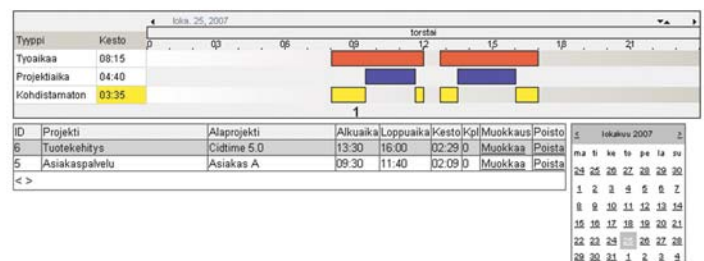 loka. 25, 2007
torstai
Tyyppi Kesto 0 03 06 09 12 15 18 21
Tyoaikaa 08:15
Projektiaika 04:40
Kohdistamaton 03:35
1
ID Projekti Alaprojekti Alkuaika Loppuaika Kesto Kpl Muokkaus Poisto
6 Tuotekehitys Cidtime 5.0 13:30 16:00 02:29 0 Muokkaa Poista
5 Asiakaspalvelu Asiakas A 09:30 11:40 02:09 0 Muokkaa Poista
< >
< lokakuu 2007 >
ma ti ke to pe la su
24 25 26 27 28 29 30
1 2 3 4 5 6 7
8 9 10 11 12 13 14
15 16 17 18 19 20 21
22 23 24 25 26 27 28
29 30 31 1 2 3 4